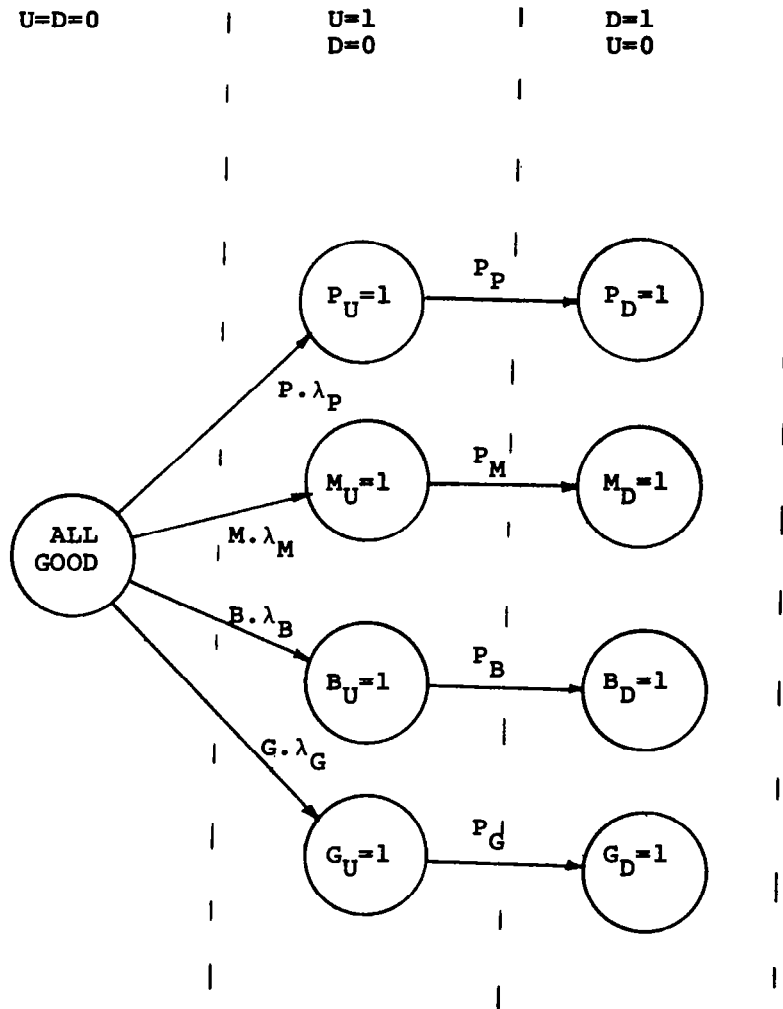 U=D=0
U=1
D=0
D=1
U=0
P_U=1
P_P
P_D=1
P.λ_P
M_U=1
P_M
M_D=1
ALL
GOOD
M.λ_M
B.λ_B
B_U=1
P_B
B_D=1
G.λ_G
G_U=1
P_G
G_D=1